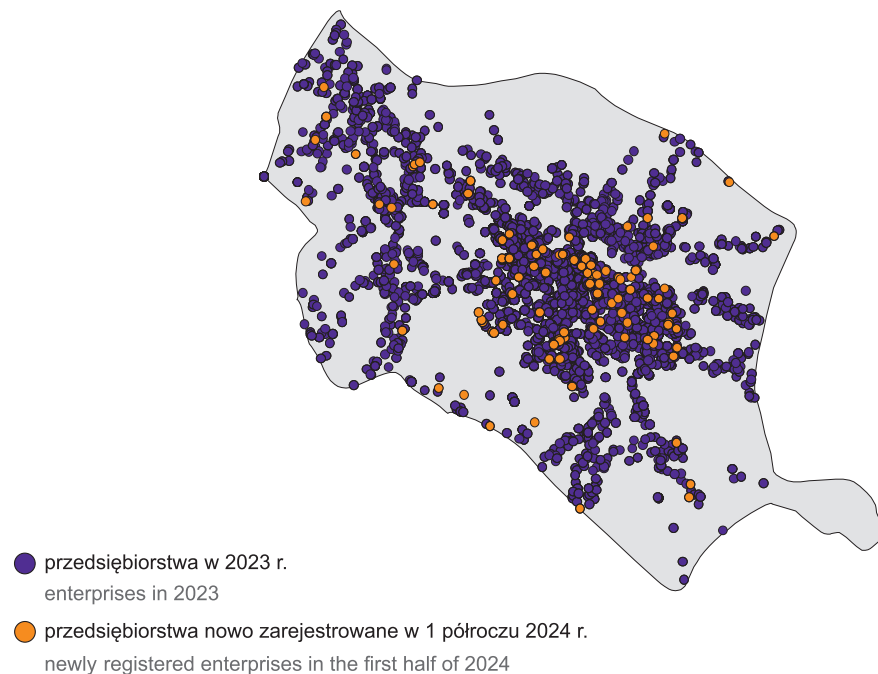 przedsiębiorstwa w 2023 r.
enterprises in 2023
przedsiębiorstwa nowo zarejestrowane w 1 półroczu 2024 r.
newly registered enterprises in the first half of 2024